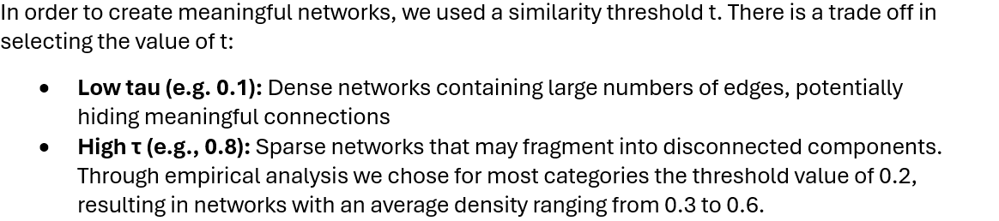 In order to create meaningful networks, we used a similarity threshold t. There is a trade off in
selecting the value of t:
• Low tau (e.g. 0.1): Dense networks containing large numbers of edges, potentially
hiding meaningful connections
• High τ (e.g., 0.8): Sparse networks that may fragment into disconnected components.
Through empirical analysis we chose for most categories the threshold value of 0.2,
resulting in networks with an average density ranging from 0.3 to 0.6.